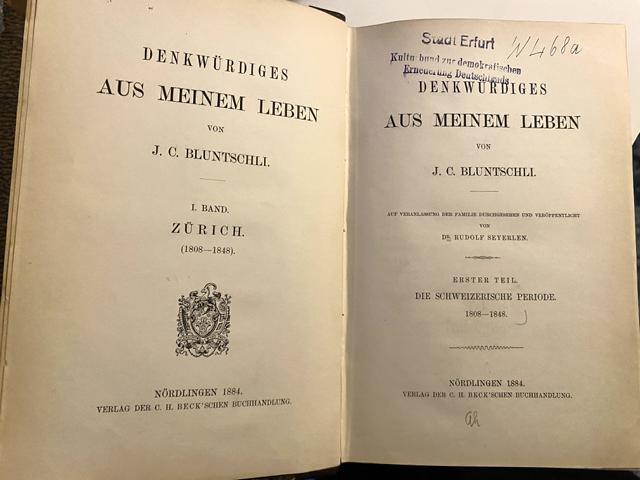 DENKWÜRDIGES
AUS MEINEM LEBEN
VON
J. C. BLUNTSCHLI.
I. BAND.
ZÜRICH.
(1808—1848).
NÖRDLINGEN 1884.
VERLAG DER C. H. BECK'SCHEN BUCHHANDLUNG.
Stadt Erfurt
N 468a
Kulturbund zur demokratischen
Erneuerung Deutschlands
DENKWÜRDIGES
AUS MEINEM LEBEN
VON
J. C. BLUNTSCHLI.
AUF VERANLASSUNG DER FAMILIE DURCHGESEHEN UND VERÖFFENTLICHT
VON
DR. RUDOLF SEYERLEN.
ERSTER TEIL.
DIE SCHWEIZERISCHE PERIODE.
1808—1848.
NÖRDLINGEN 1884.
VERLAG DER C. H. BECK'SCHEN BUCHHANDLUNG.